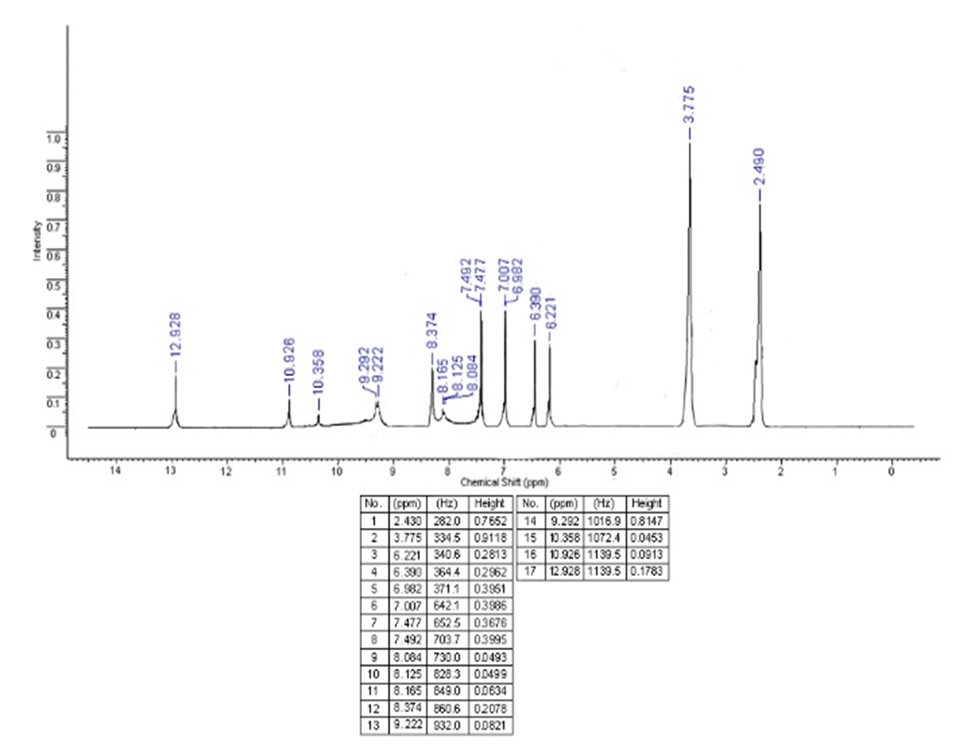 3.775
2.490
7.492
7.477
7.007
6.982
6.390
6.221
8.374
8.165
8.125
8.084
9.292
9.222
10.358
10.926
12.928
Intensity
1.0
0.9
0.8
0.7
0.6
0.5
0.4
0.3
0.2
0.1
0
14 13 12 11 10 9 8 7 6 5 4 3 2 1 0
Chemical Shift (ppm)
No. (ppm) (Hz) Height No. (ppm) (Hz) Height
1 2.430 282.0 0.7652 14 9.292 1016.9 0.8147
2 3.775 334.5 0.9118 15 10.358 1072.4 0.0453
3 6.221 340.6 0.2813 16 10.926 1139.5 0.0913
4 6.390 364.4 0.2962 17 12.928 1139.5 0.1783
5 6.982 371.1 0.3951
6 7.007 642.1 0.3986
7 7.477 652.5 0.3676
8 7.492 703.7 0.3995
9 8.084 730.0 0.0493
10 8.125 828.3 0.0499
11 8.165 849.0 0.0634
12 8.374 860.6 0.2078
13 9.222 932.0 0.0821